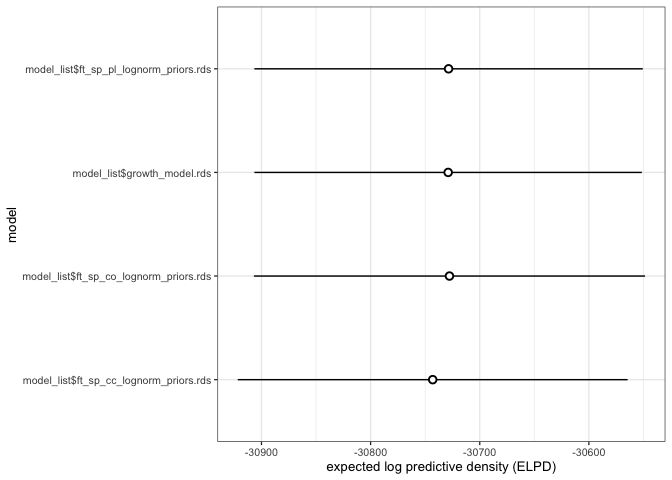 model_list$ft_sp_pl_lognorm_priors.rds
model_list$growth_model.rds
model
model_list$ft_sp_co_lognorm_priors.rds
model_list$ft_sp_cc_lognorm_priors.rds
-30900 -30800 -30700 -30600
expected log predictive density (ELPD)